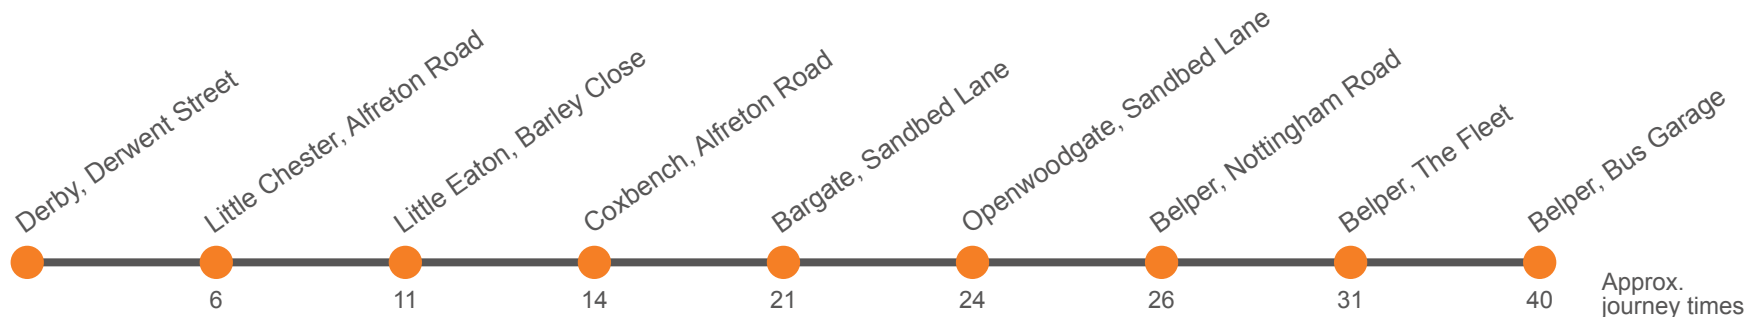 Derby, Derwent Street
Little Chester, Alfreton Road
Little Eaton, Barley Close
Coxbench, Alfreton Road
Bargate, Sandbed Lane
Openwoodgate, Sandbed Lane
Belper, Nottingham Road
Belper, The Fleet
Belper, Bus Garage
6
11
14
21
24
26
31
40
Approx.
journey times